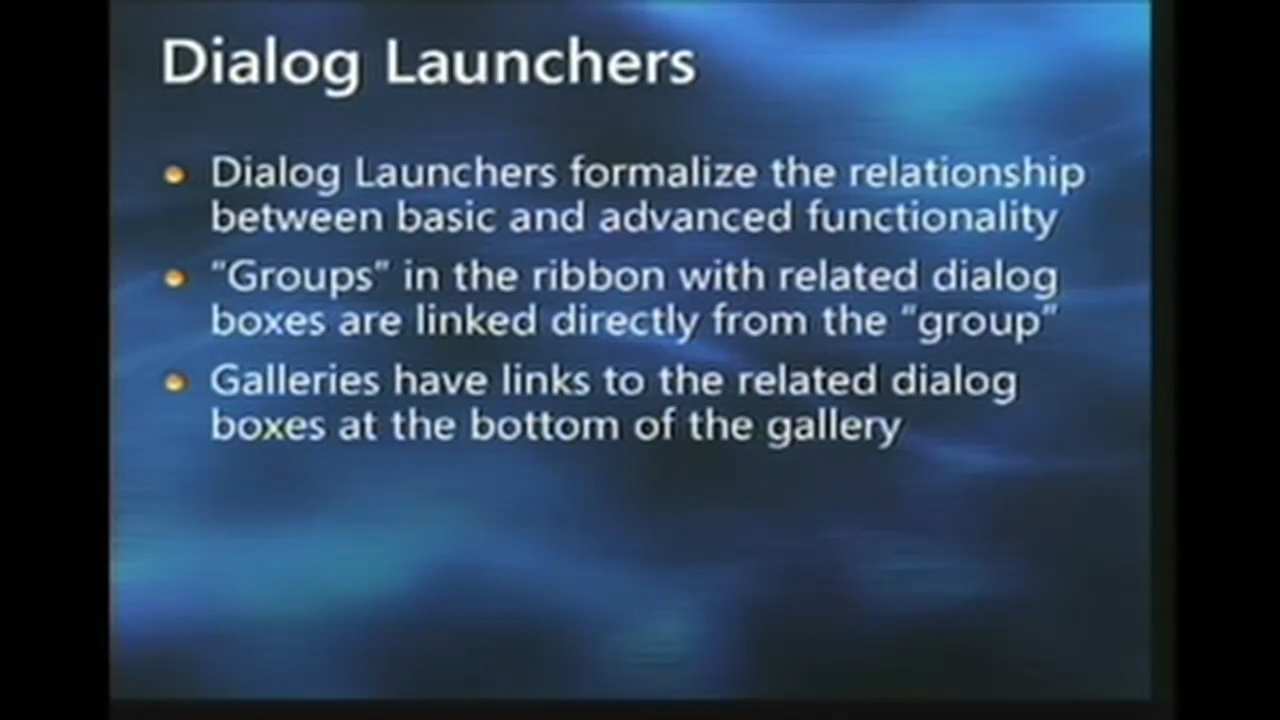 Dialog Launchers
Dialog Launchers formalize the relationship
between basic and advanced functionality
“Groups” in the ribbon with related dialog
boxes are linked directly from the “group”
Galleries have links to the related dialog
boxes at the bottom of the gallery